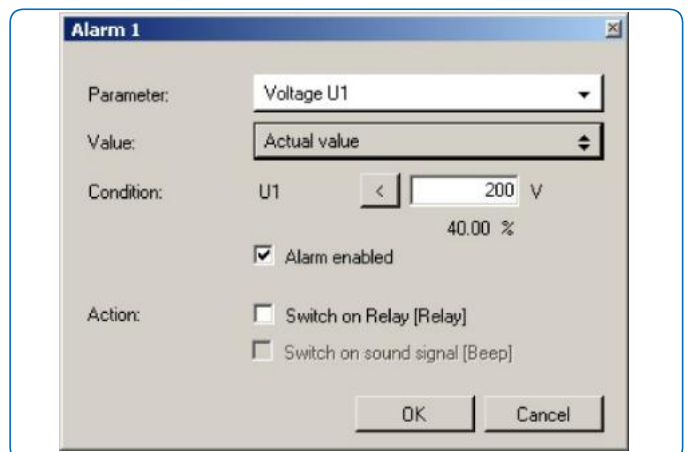 Alarm 1
Parameter: Voltage U1
Value: Actual value
Condition: U1 < 200 V
40.00 %
Alarm enabled
Action: Switch on Relay [Relay]
Switch on sound signal [Beep]
OK Cancel